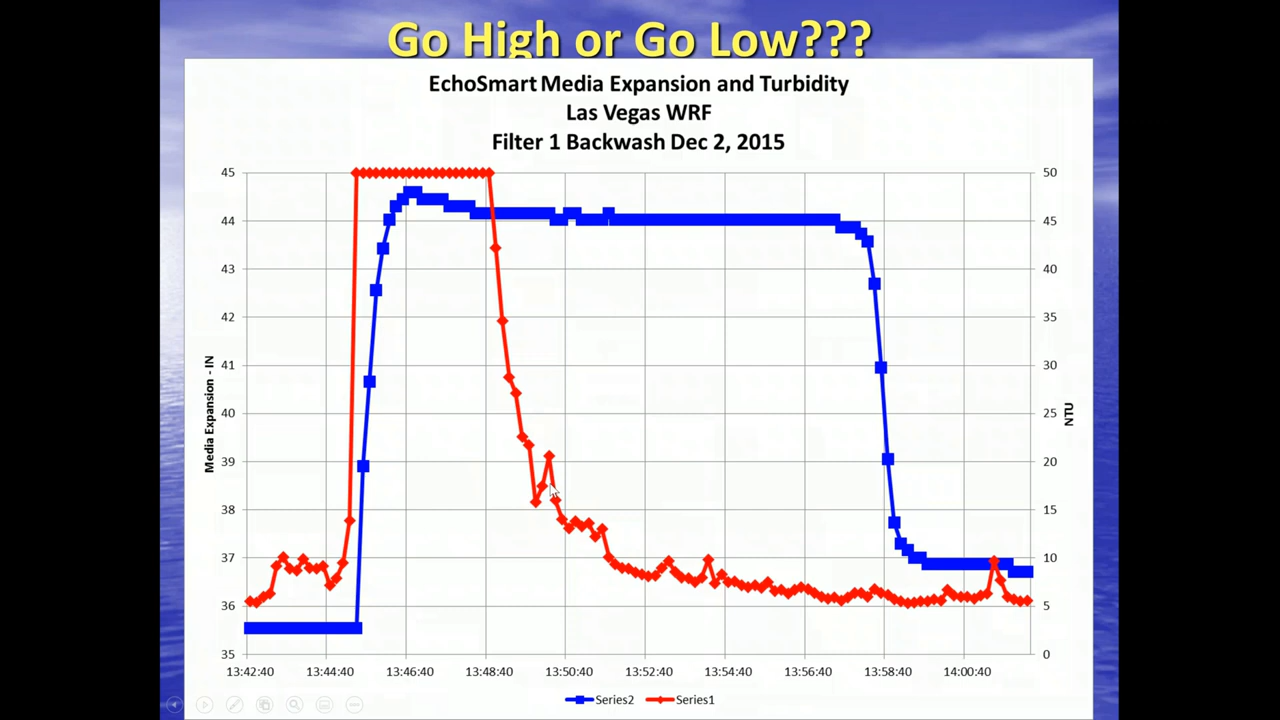 Go High or Go Low???
EchoSmart Media Expansion and Turbidity
Las Vegas WRF
Filter 1 Backwash Dec 2, 2015
45
44
43
42
41
40
39
38
37
36
35
Media Expansion - IN
50
45
40
35
30
25
20
15
10
5
0
NTU
13:42:40 13:44:40 13:46:40 13:48:40 13:50:40 13:52:40 13:54:40 13:56:40 13:58:40 14:00:40
Series2 Series1